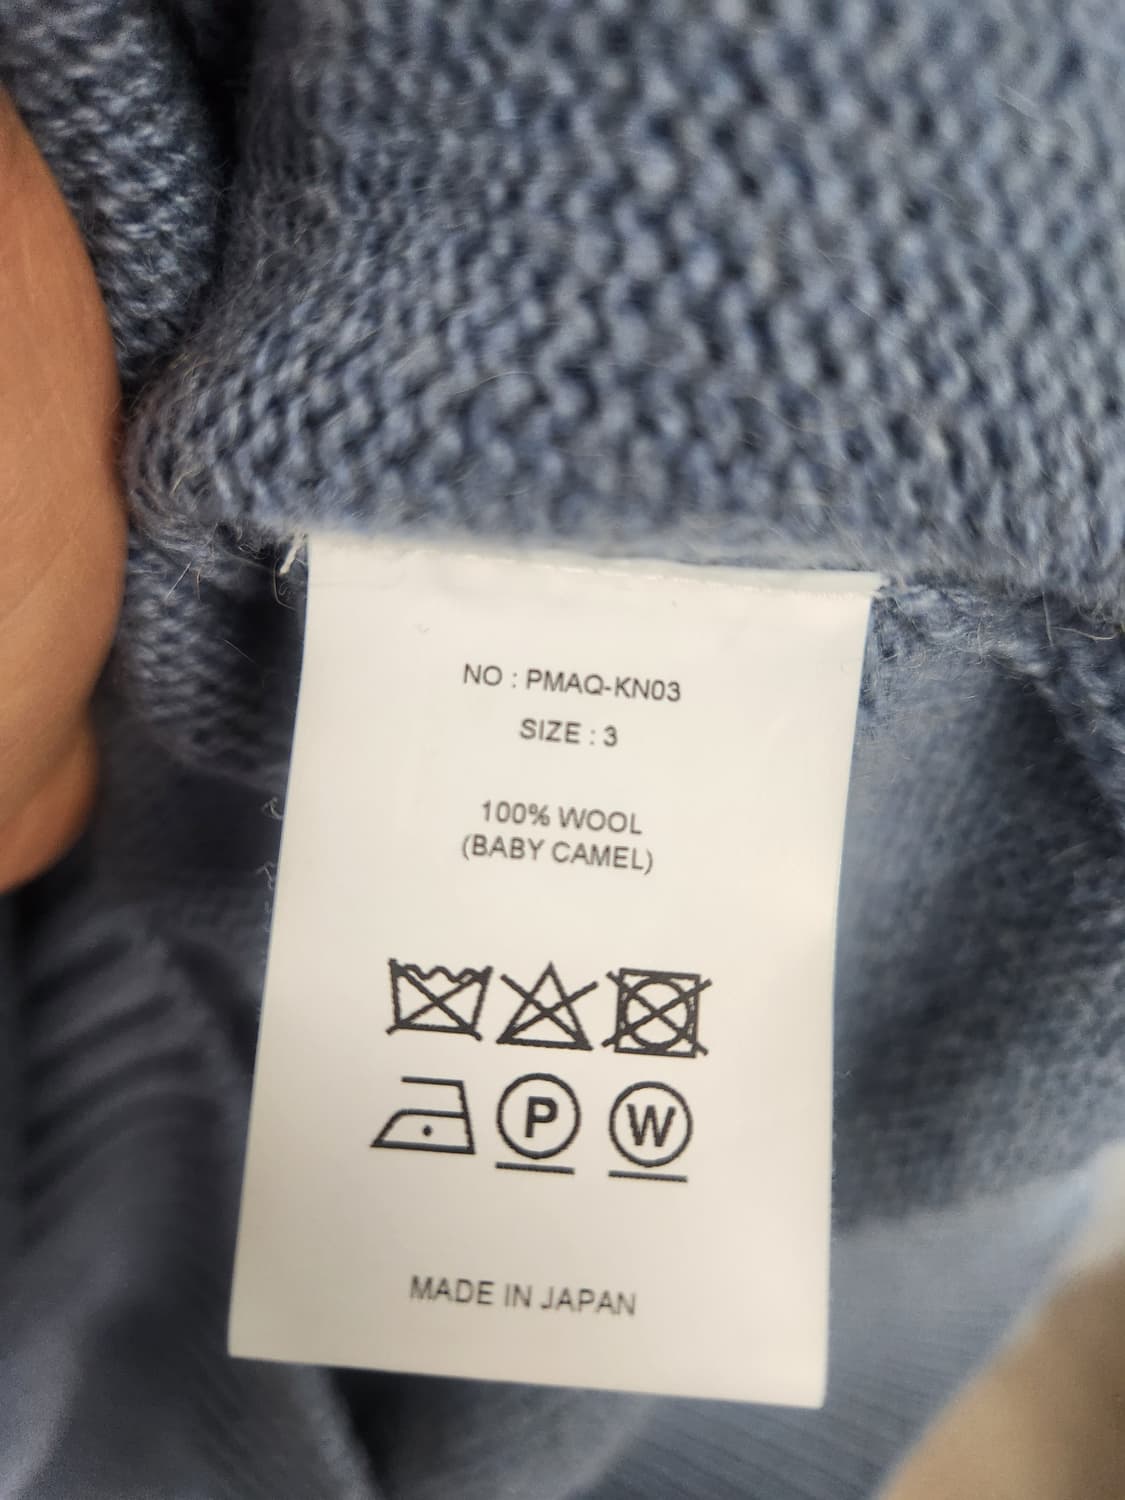 NO : PMAQ-KN03
SIZE : 3
100% WOOL
(BABY CAMEL)
P W
MADE IN JAPAN